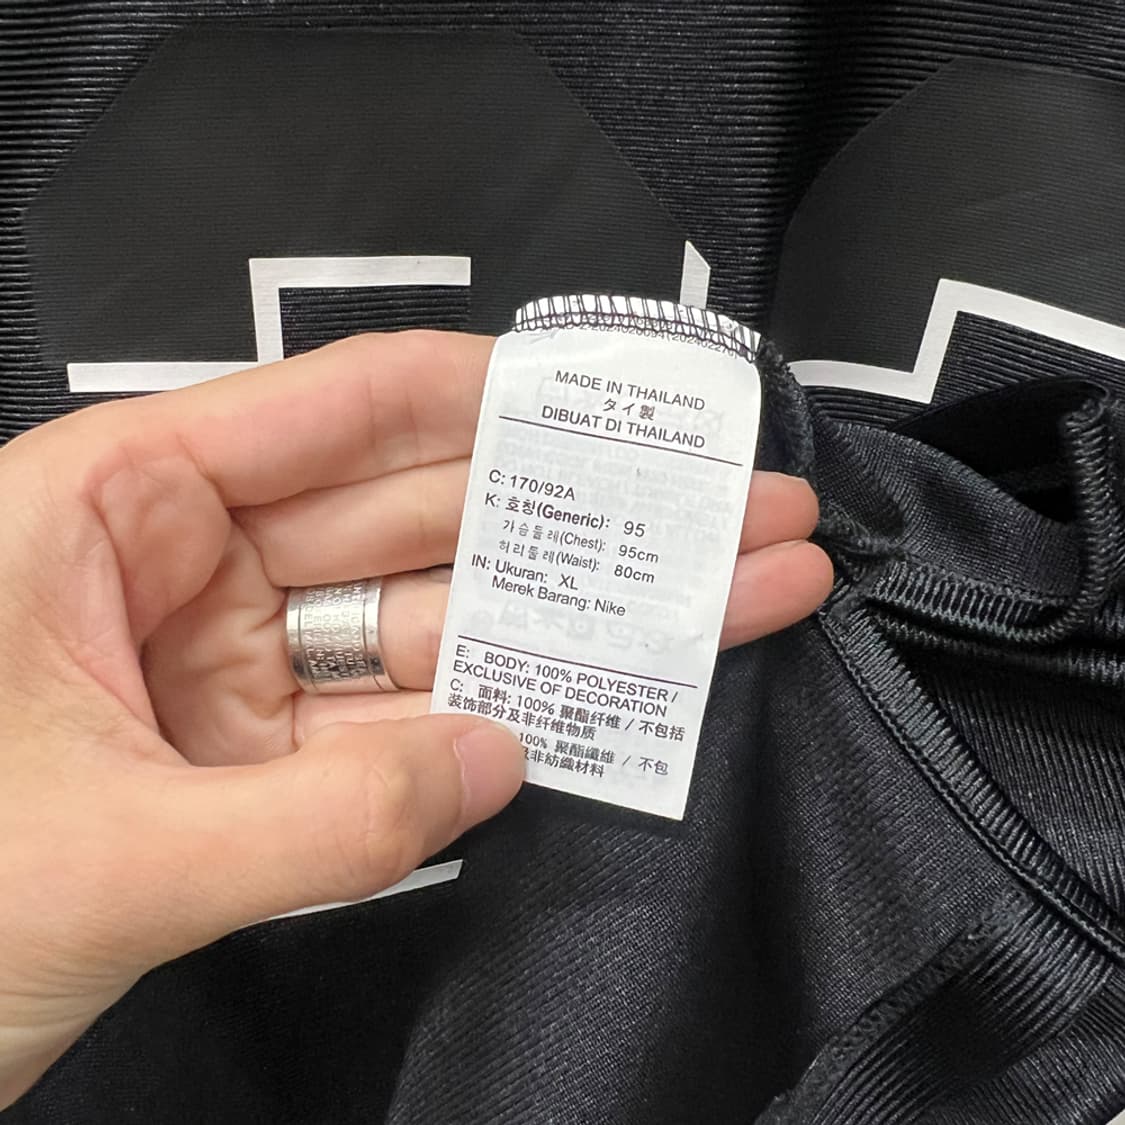 MADE IN THAILAND
タイ製
DIBUAT DI THAILAND
C: 170/92A
K: 호칭(Generic): 95
가슴둘레(Chest): 95cm
허리둘레(Waist): 80cm
IN: Ukuran: XL
Merek Barang: Nike
E: BODY: 100% POLYESTER /
EXCLUSIVE OF DECORATION
C: 面料: 100% 聚酯纤维 / 不包括
装饰部分及非纤维物质
100% 聚酯纖維 / 不包
及非紡織材料